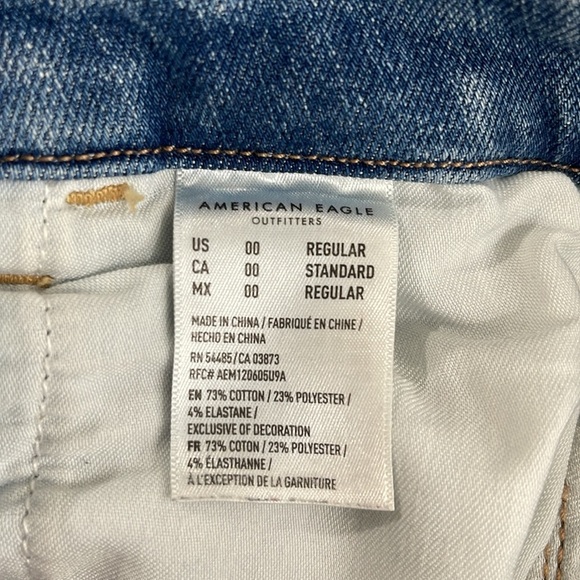 AMERICAN EAGLE
OUTFITTERS
US 00 REGULAR
CA 00 STANDARD
MX 00 REGULAR
MADE IN CHINA / FABRIQUÉ EN CHINE /
HECHO EN CHINA
RN 54485/CA 03873
RFC# AEM120605U9A
EN 73% COTTON / 23% POLYESTER /
4% ELASTANE /
EXCLUSIVE OF DECORATION
FR 73% COTON / 23% POLYESTER /
4% ÉLASTHANNE /
À L'EXCEPTION DE LA GARNITURE